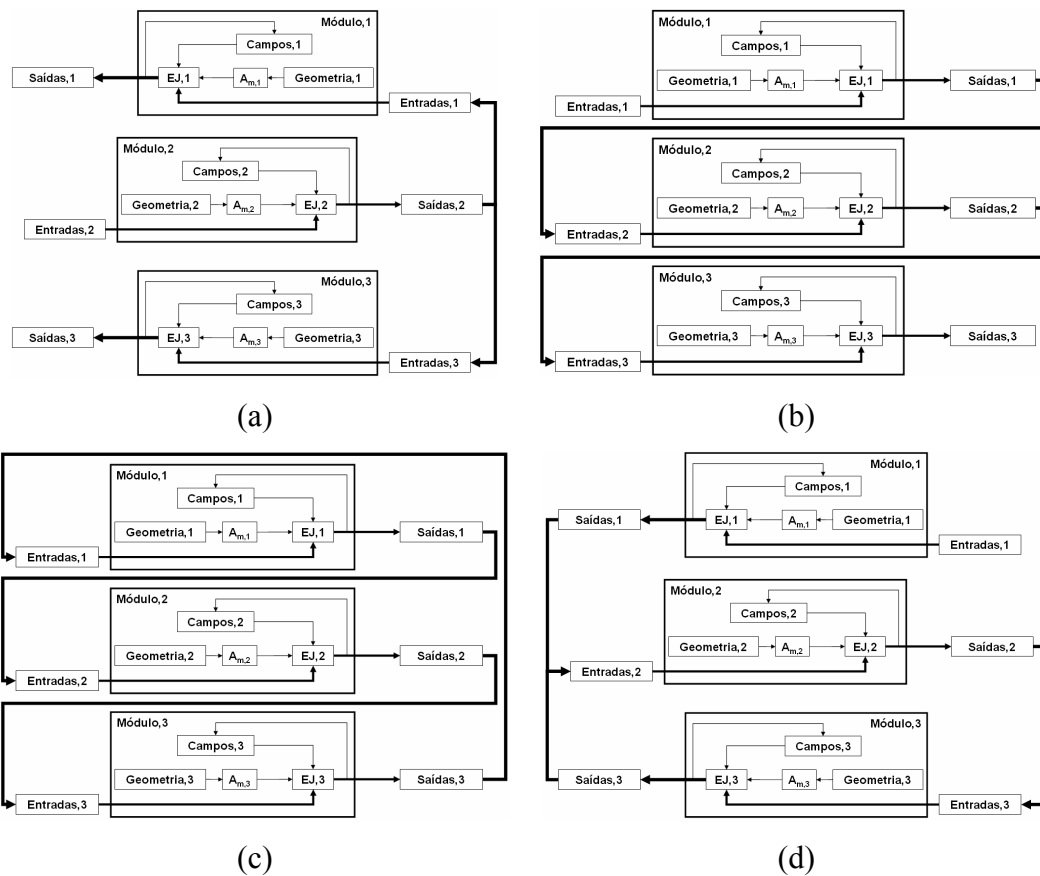 Módulo,1
Campos,1
Saídas,1
EJ,1
Am,1
Geometria,1
Entradas,1
Módulo,2
Campos,2
Geometria,2
Am,2
EJ,2
Saídas,2
Entradas,2
Módulo,3
Campos,3
Saídas,3
EJ,3
Am,3
Geometria,3
Entradas,3
(a)
Módulo,1
Campos,1
Geometria,1
Am,1
EJ,1
Saídas,1
Entradas,1
Módulo,2
Campos,2
Geometria,2
Am,2
EJ,2
Saídas,2
Entradas,2
Módulo,3
Campos,3
Geometria,3
Am,3
EJ,3
Saídas,3
Entradas,3
(b)
Módulo,1
Campos,1
Geometria,1
Am,1
EJ,1
Saídas,1
Entradas,1
Módulo,2
Campos,2
Geometria,2
Am,2
EJ,2
Saídas,2
Entradas,2
Módulo,3
Campos,3
Geometria,3
Am,3
EJ,3
Saídas,3
Entradas,3
(c)
Módulo,1
Campos,1
Saídas,1
EJ,1
Am,1
Geometria,1
Entradas,1
Módulo,2
Campos,2
Geometria,2
Am,2
EJ,2
Saídas,2
Entradas,2
Módulo,3
Campos,3
Saídas,3
EJ,3
Am,3
Geometria,3
Entradas,3
(d)